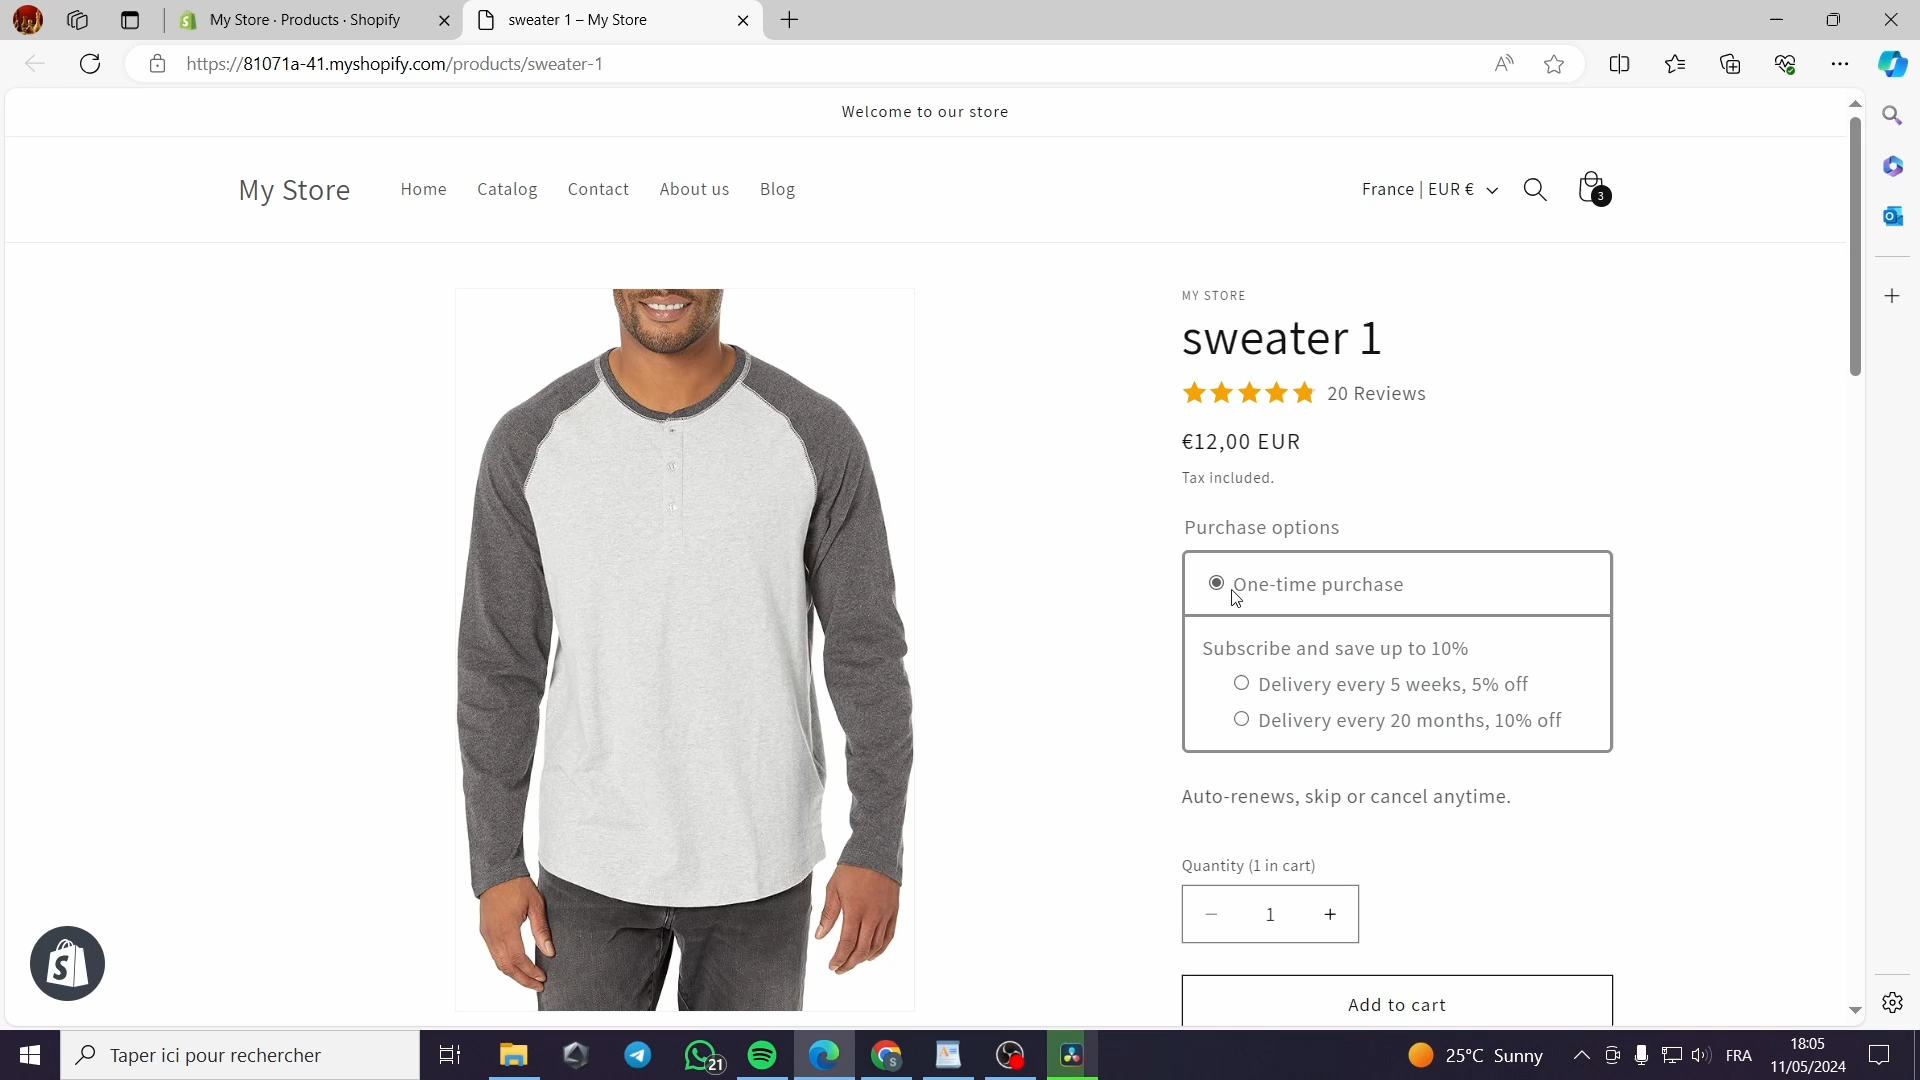 My Store · Products · Shopify
sweater 1 – My Store
https://81071a-41.myshopify.com/products/sweater-1
Welcome to our store
My Store
Home
Catalog
Contact
About us
Blog
France | EUR €
3
MY STORE
sweater 1
20 Reviews
€12,00 EUR
Tax included.
Purchase options
One-time purchase
Subscribe and save up to 10%
Delivery every 5 weeks, 5% off
Delivery every 20 months, 10% off
Auto-renews, skip or cancel anytime.
Quantity (1 in cart)
− 1 +
Add to cart
Taper ici pour rechercher
21
25°C Sunny
FRA
18:05
11/05/2024